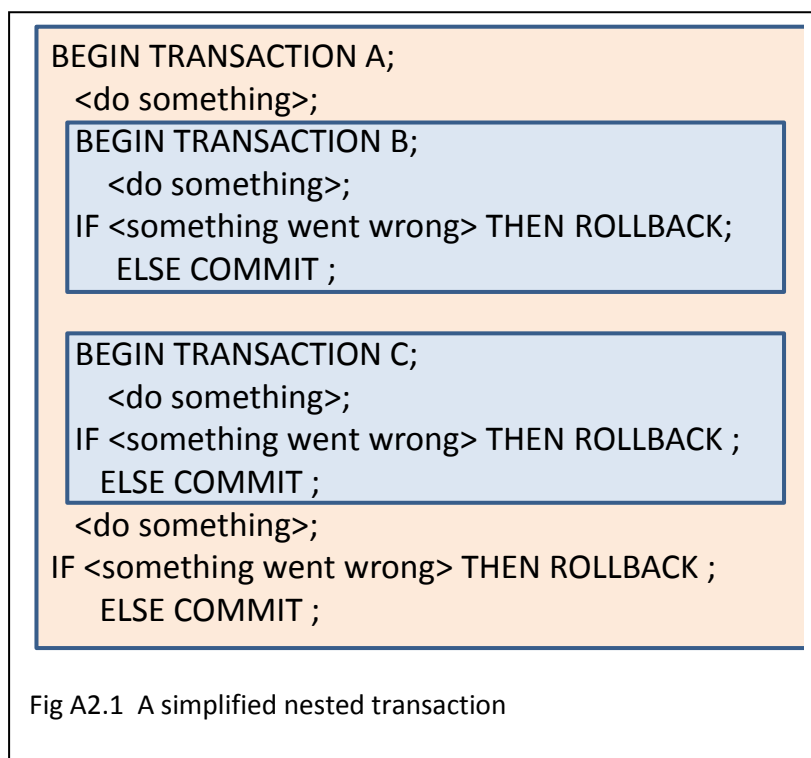 BEGIN TRANSACTION A;
<do something>;
BEGIN TRANSACTION B;
<do something>;
IF <something went wrong> THEN ROLLBACK;
ELSE COMMIT ;
BEGIN TRANSACTION C;
<do something>;
IF <something went wrong> THEN ROLLBACK ;
ELSE COMMIT ;
<do something>;
IF <something went wrong> THEN ROLLBACK ;
ELSE COMMIT ;
Fig A2.1 A simplified nested transaction